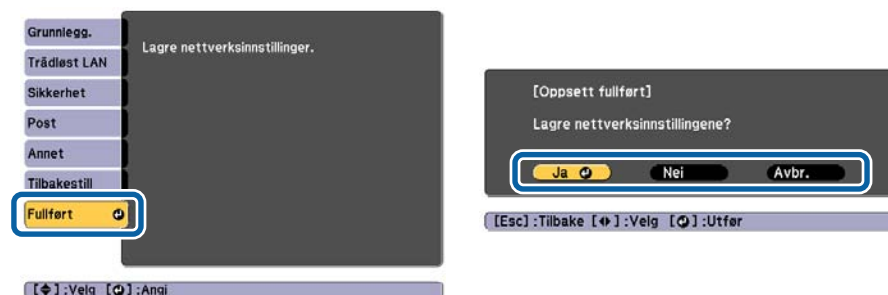 Grunnlegg.
Trådløst LAN
Sikkerhet
Post
Annet
Tilbakestill
Fullført
Lagre nettverksinnstillinger.
[ ] :Velg [ ] :Angi
[Oppsett fullført]
Lagre nettverksinnstillingene?
Ja Nei Avbr.
[Esc] :Tilbake [ ] :Velg [ ] :Utfør